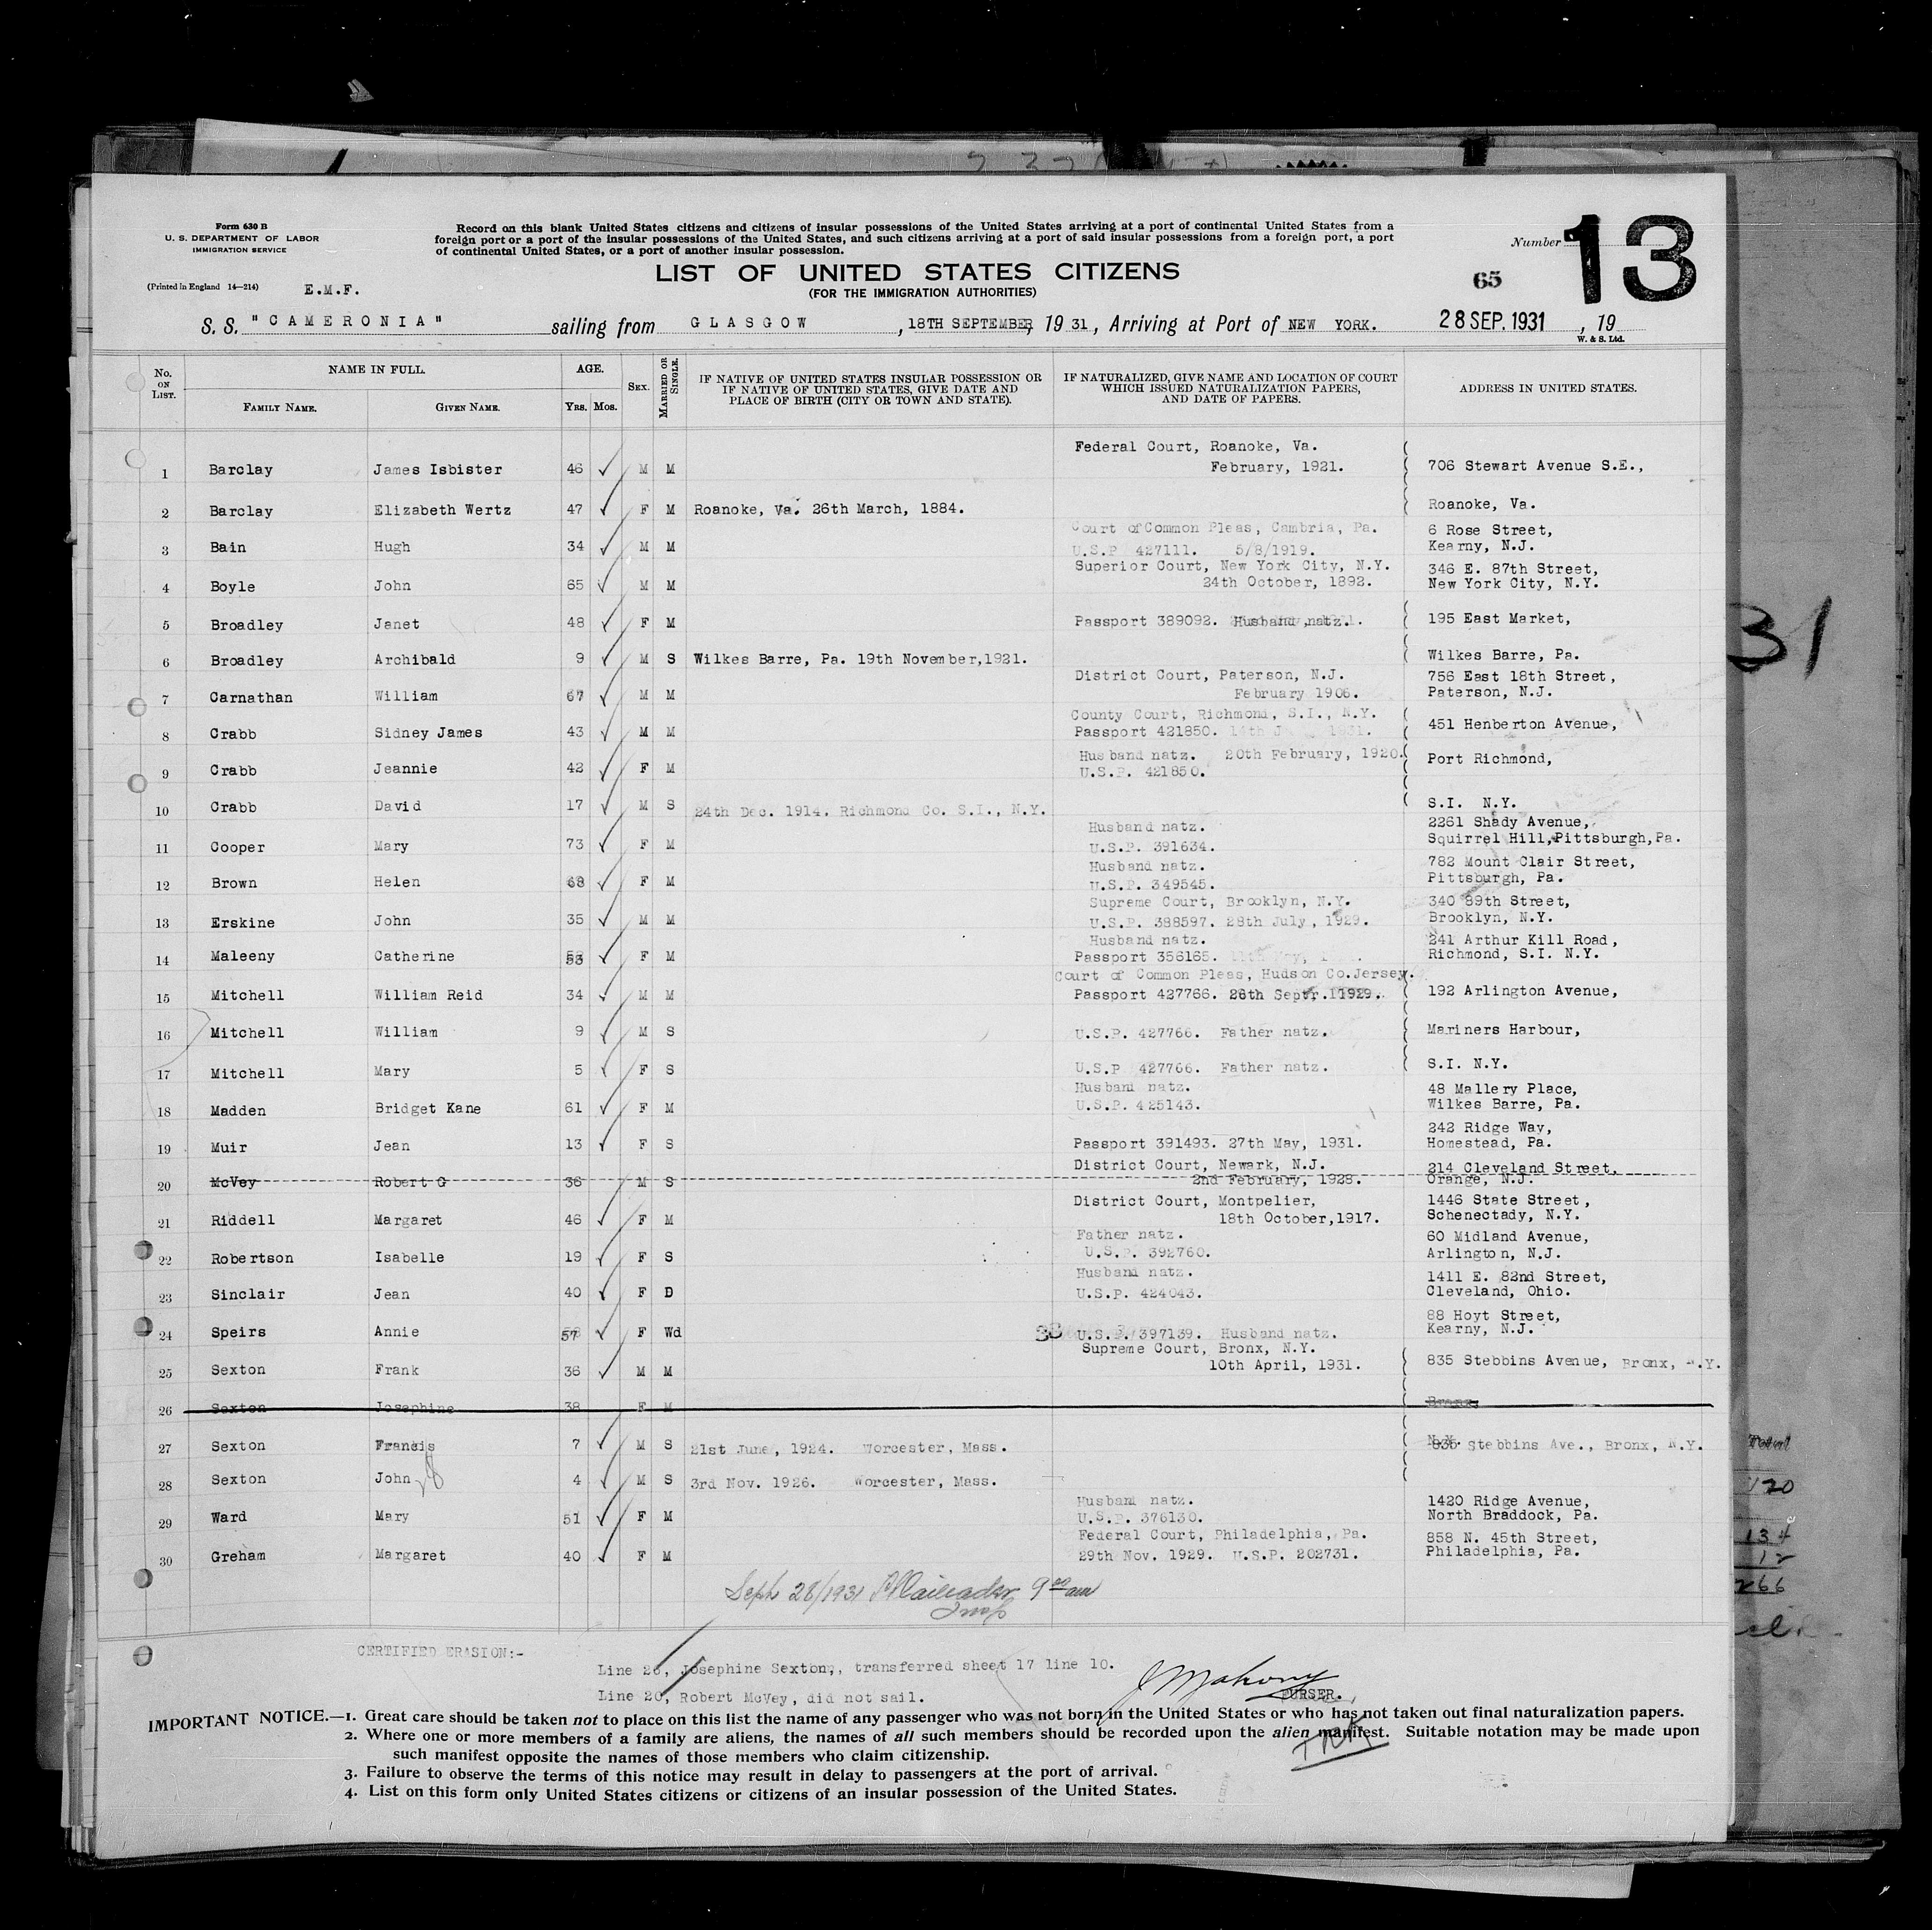 Form 630 B
U. S. DEPARTMENT OF LABOR
IMMIGRATION SERVICE
(Printed in England 14—214)
E.M.F.
Record on this blank United States citizens and citizens of insular possessions of the United States arriving at a port of continental United States from a
foreign port or a port of the insular possessions of the United States, and such citizens arriving at a port of said insular possessions from a foreign port, a port
of continental United States, or a port of another insular possession.
LIST OF UNITED STATES CITIZENS
(FOR THE IMMIGRATION AUTHORITIES)
Number 13
65
S. S. "CAMERONIA" sailing from GLASGOW, 18TH SEPTEMBER, 1931, Arriving at Port of NEW YORK. 28 SEP. 1931, 19
W. & S. Ltd.
No. ON LIST.
NAME IN FULL.
FAMILY NAME.
GIVEN NAME.
AGE.
YRS. MOS.
SEX.
MARRIED OR SINGLE.
IF NATIVE OF UNITED STATES INSULAR POSSESSION OR
IF NATIVE OF UNITED STATES, GIVE DATE AND
PLACE OF BIRTH (CITY OR TOWN AND STATE).
IF NATURALIZED, GIVE NAME AND LOCATION OF COURT
WHICH ISSUED NATURALIZATION PAPERS,
AND DATE OF PAPERS.
ADDRESS IN UNITED STATES.
Federal Court, Roanoke, Va.
1 Barclay James Isbister 46 M M February, 1921. 706 Stewart Avenue S.E.,
2 Barclay Elizabeth Wertz 47 F M Roanoke, Va. 26th March, 1884. Roanoke, Va.
Court of Common Pleas, Cambria, Pa. 6 Rose Street,
3 Bain Hugh 34 M M U.S.P 427111. 5/8/1919. Kearny, N.J.
Superior Court, New York City, N.Y. 346 E. 87th Street,
4 Boyle John 65 M M 24th October, 1892. New York City, N.Y.
5 Broadley Janet 48 F M Passport 389092. Husband natz. 195 East Market,
6 Broadley Archibald 9 M S Wilkes Barre, Pa. 19th November,1921. Wilkes Barre, Pa.
District Court, Paterson, N.J. 756 East 18th Street,
7 Carnathan William 67 M M February 1906. Paterson, N.J.
County Court, Richmond, S.I., N.Y.
8 Crabb Sidney James 43 M M Passport 421850. 451 Henberton Avenue,
Husband natz. 20th February, 1920.
9 Crabb Jeannie 42 F M U.S.P. 421850. Port Richmond,
10 Crabb David 17 M S 24th Dec. 1914. Richmond Co. S.I., N.Y. S.I. N.Y.
Husband natz. 2261 Shady Avenue,
11 Cooper Mary 73 F M U.S.P. 391634. Squirrel Hill,Pittsburgh,Pa.
Husband natz. 782 Mount Clair Street,
12 Brown Helen 68 F M U.S.P. 349545. Pittsburgh, Pa.
Supreme Court, Brooklyn, N.Y. 340 89th Street,
13 Erskine John 35 M M U.S.P. 388597. 28th July, 1929. Brooklyn, N.Y.
Husband natz. 241 Arthur Kill Road,
14 Maleeny Catherine 53 F M Passport 356165. Richmond, S.I. N.Y.
Court of Common Pleas, Hudson Co.Jersey.
15 Mitchell William Reid 34 M M Passport 427766. 26th Septr. 1929. 192 Arlington Avenue,
16 Mitchell William 9 M S U.S.P. 427766. Father natz. Mariners Harbour,
17 Mitchell Mary 5 F S U.S.P 427766. Father natz. S.I. N.Y.
Husband natz. 48 Mallery Place,
18 Madden Bridget Kane 61 F M U.S.P. 425143. Wilkes Barre, Pa.
242 Ridge Way,
19 Muir Jean 13 F S Passport 391493. 27th May, 1931. Homestead, Pa.
District Court, Newark, N.J. 214 Cleveland Street,
20 McVey Robert G 36 M S 2nd February, 1928. Orange, N.J.
District Court, Montpelier, 1446 State Street,
21 Riddell Margaret 46 F M 18th October,1917. Schenectady, N.Y.
Father natz. 60 Midland Avenue,
22 Robertson Isabelle 19 F S U.S.P. 392760. Arlington, N.J.
Husband natz. 1411 E. 82nd Street,
23 Sinclair Jean 40 F D U.S.P. 424043. Cleveland, Ohio.
88 Hoyt Street,
24 Speirs Annie 57 F Wd 38 U.S.P. 397139. Husband natz. Kearny, N.J.
Supreme Court, Bronx, N.Y.
25 Sexton Frank 36 M M 10th April, 1931. 835 Stebbins Avenue, Bronx, N.Y.
26 Sexton Josephine 38 F M Bronx,
27 Sexton Francis 7 M S 21st June, 1924. Worcester, Mass. 835 Stebbins Ave., Bronx, N.Y.
28 Sexton John 4 M S 3rd Nov. 1926. Worcester, Mass.
Husband natz. 1420 Ridge Avenue,
29 Ward Mary 51 F M U.S.P. 376130. North Braddock, Pa.
Federal Court, Philadelphia, Pa. 858 N. 45th Street,
30 Greham Margaret 40 F M 29th Nov. 1929. U.S.P. 202731. Philadelphia, Pa.
Sept 28/1931 9 00 am
Insp
CERTIFIED ERASION:-
Line 26, Josephine Sexton,, transferred sheet 17 line 10.
Line 20, Robert McVey, did not sail.
J Mahony
PURSER.
IMPORTANT NOTICE.—1. Great care should be taken not to place on this list the name of any passenger who was not born in the United States or who has not taken out final naturalization papers.
2. Where one or more members of a family are aliens, the names of all such members should be recorded upon the alien manifest. Suitable notation may be made upon
such manifest opposite the names of those members who claim citizenship.
3. Failure to observe the terms of this notice may result in delay to passengers at the port of arrival.
4. List on this form only United States citizens or citizens of an insular possession of the United States.
31
Total
120
134
12
266